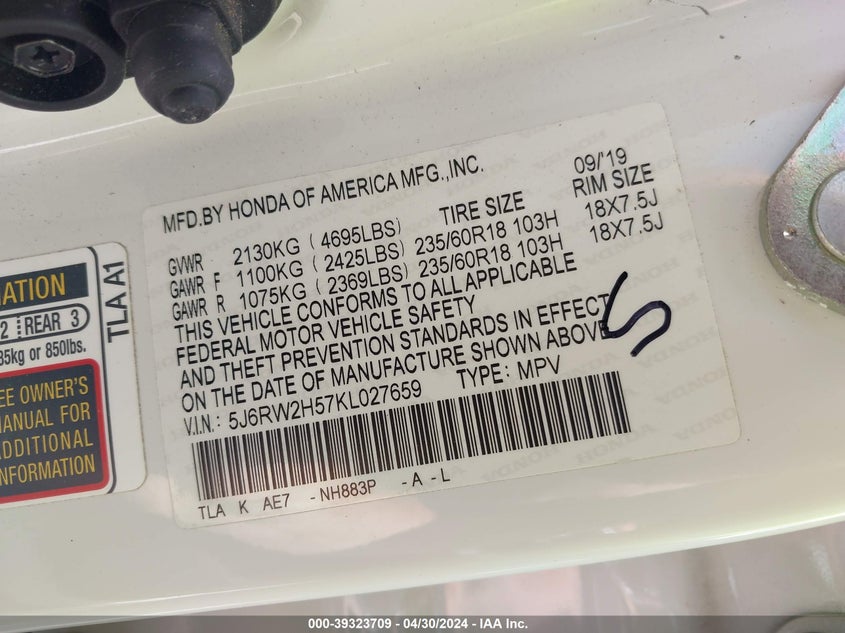 MFD.BY HONDA OF AMERICA MFG.,INC. 09/'19
TIRE SIZE RIM SIZE
GVWR 2130KG ( 4695LBS)
GAWR F 1100KG ( 2425LBS) 235/60R18 103H 18X7.5J
GAWR R 1075KG ( 2369LBS) 235/60R18 103H 18X7.5J
THIS VEHICLE CONFORMS TO ALL APPLICABLE
FEDERAL MOTOR VEHICLE SAFETY
AND THEFT PREVENTION STANDARDS IN EFFECT
ON THE DATE OF MANUFACTURE SHOWN ABOVE
V.I.N: 5J6RW2H57KL027659 TYPE: MPV
TLA K AE7 -NH883P -A-L
5
TLA A1
2 REAR 3
85kg or 850lbs.
OWNER'S
MANUAL FOR
ADDITIONAL
INFORMATION
000-39323709 / 04/30/2024 - IAA Inc.